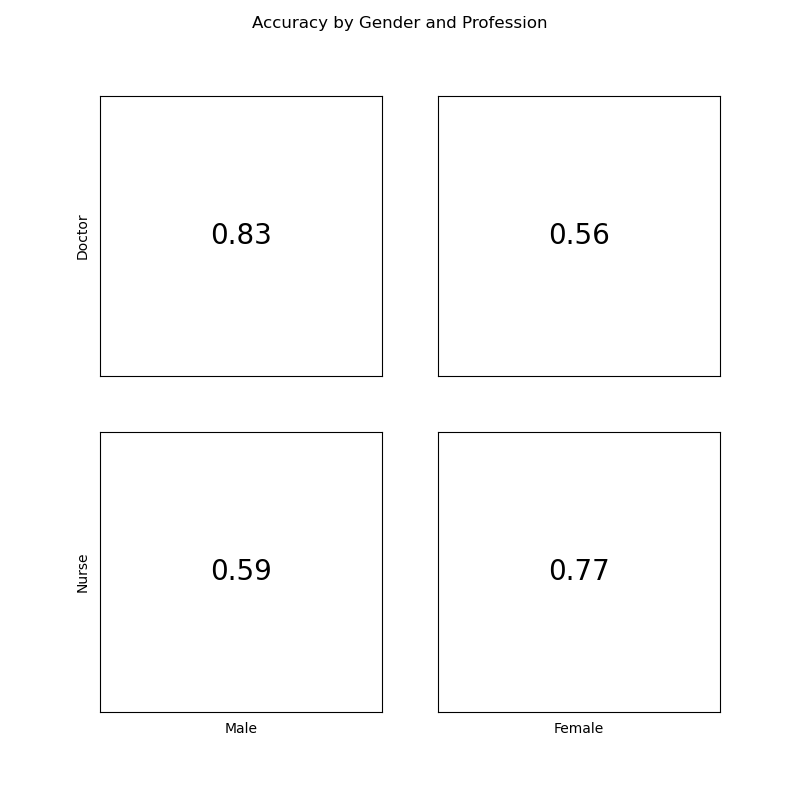 Accuracy by Gender and Profession
Doctor
0.83
0.56
Nurse
0.59
0.77
Male
Female